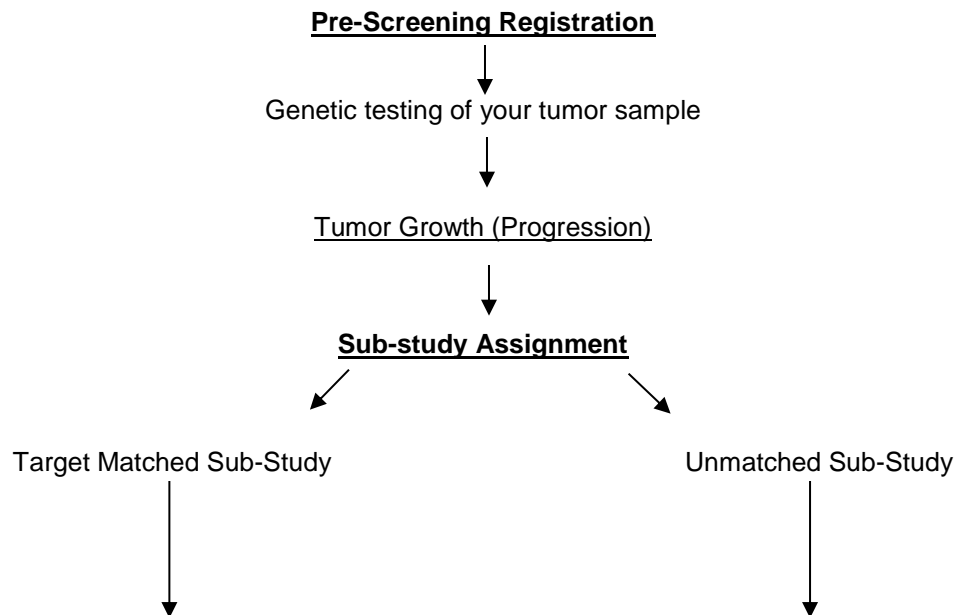 Pre-Screening Registration
Genetic testing of your tumor sample
Tumor Growth (Progression)
Sub-study Assignment
Target Matched Sub-Study
Unmatched Sub-Study